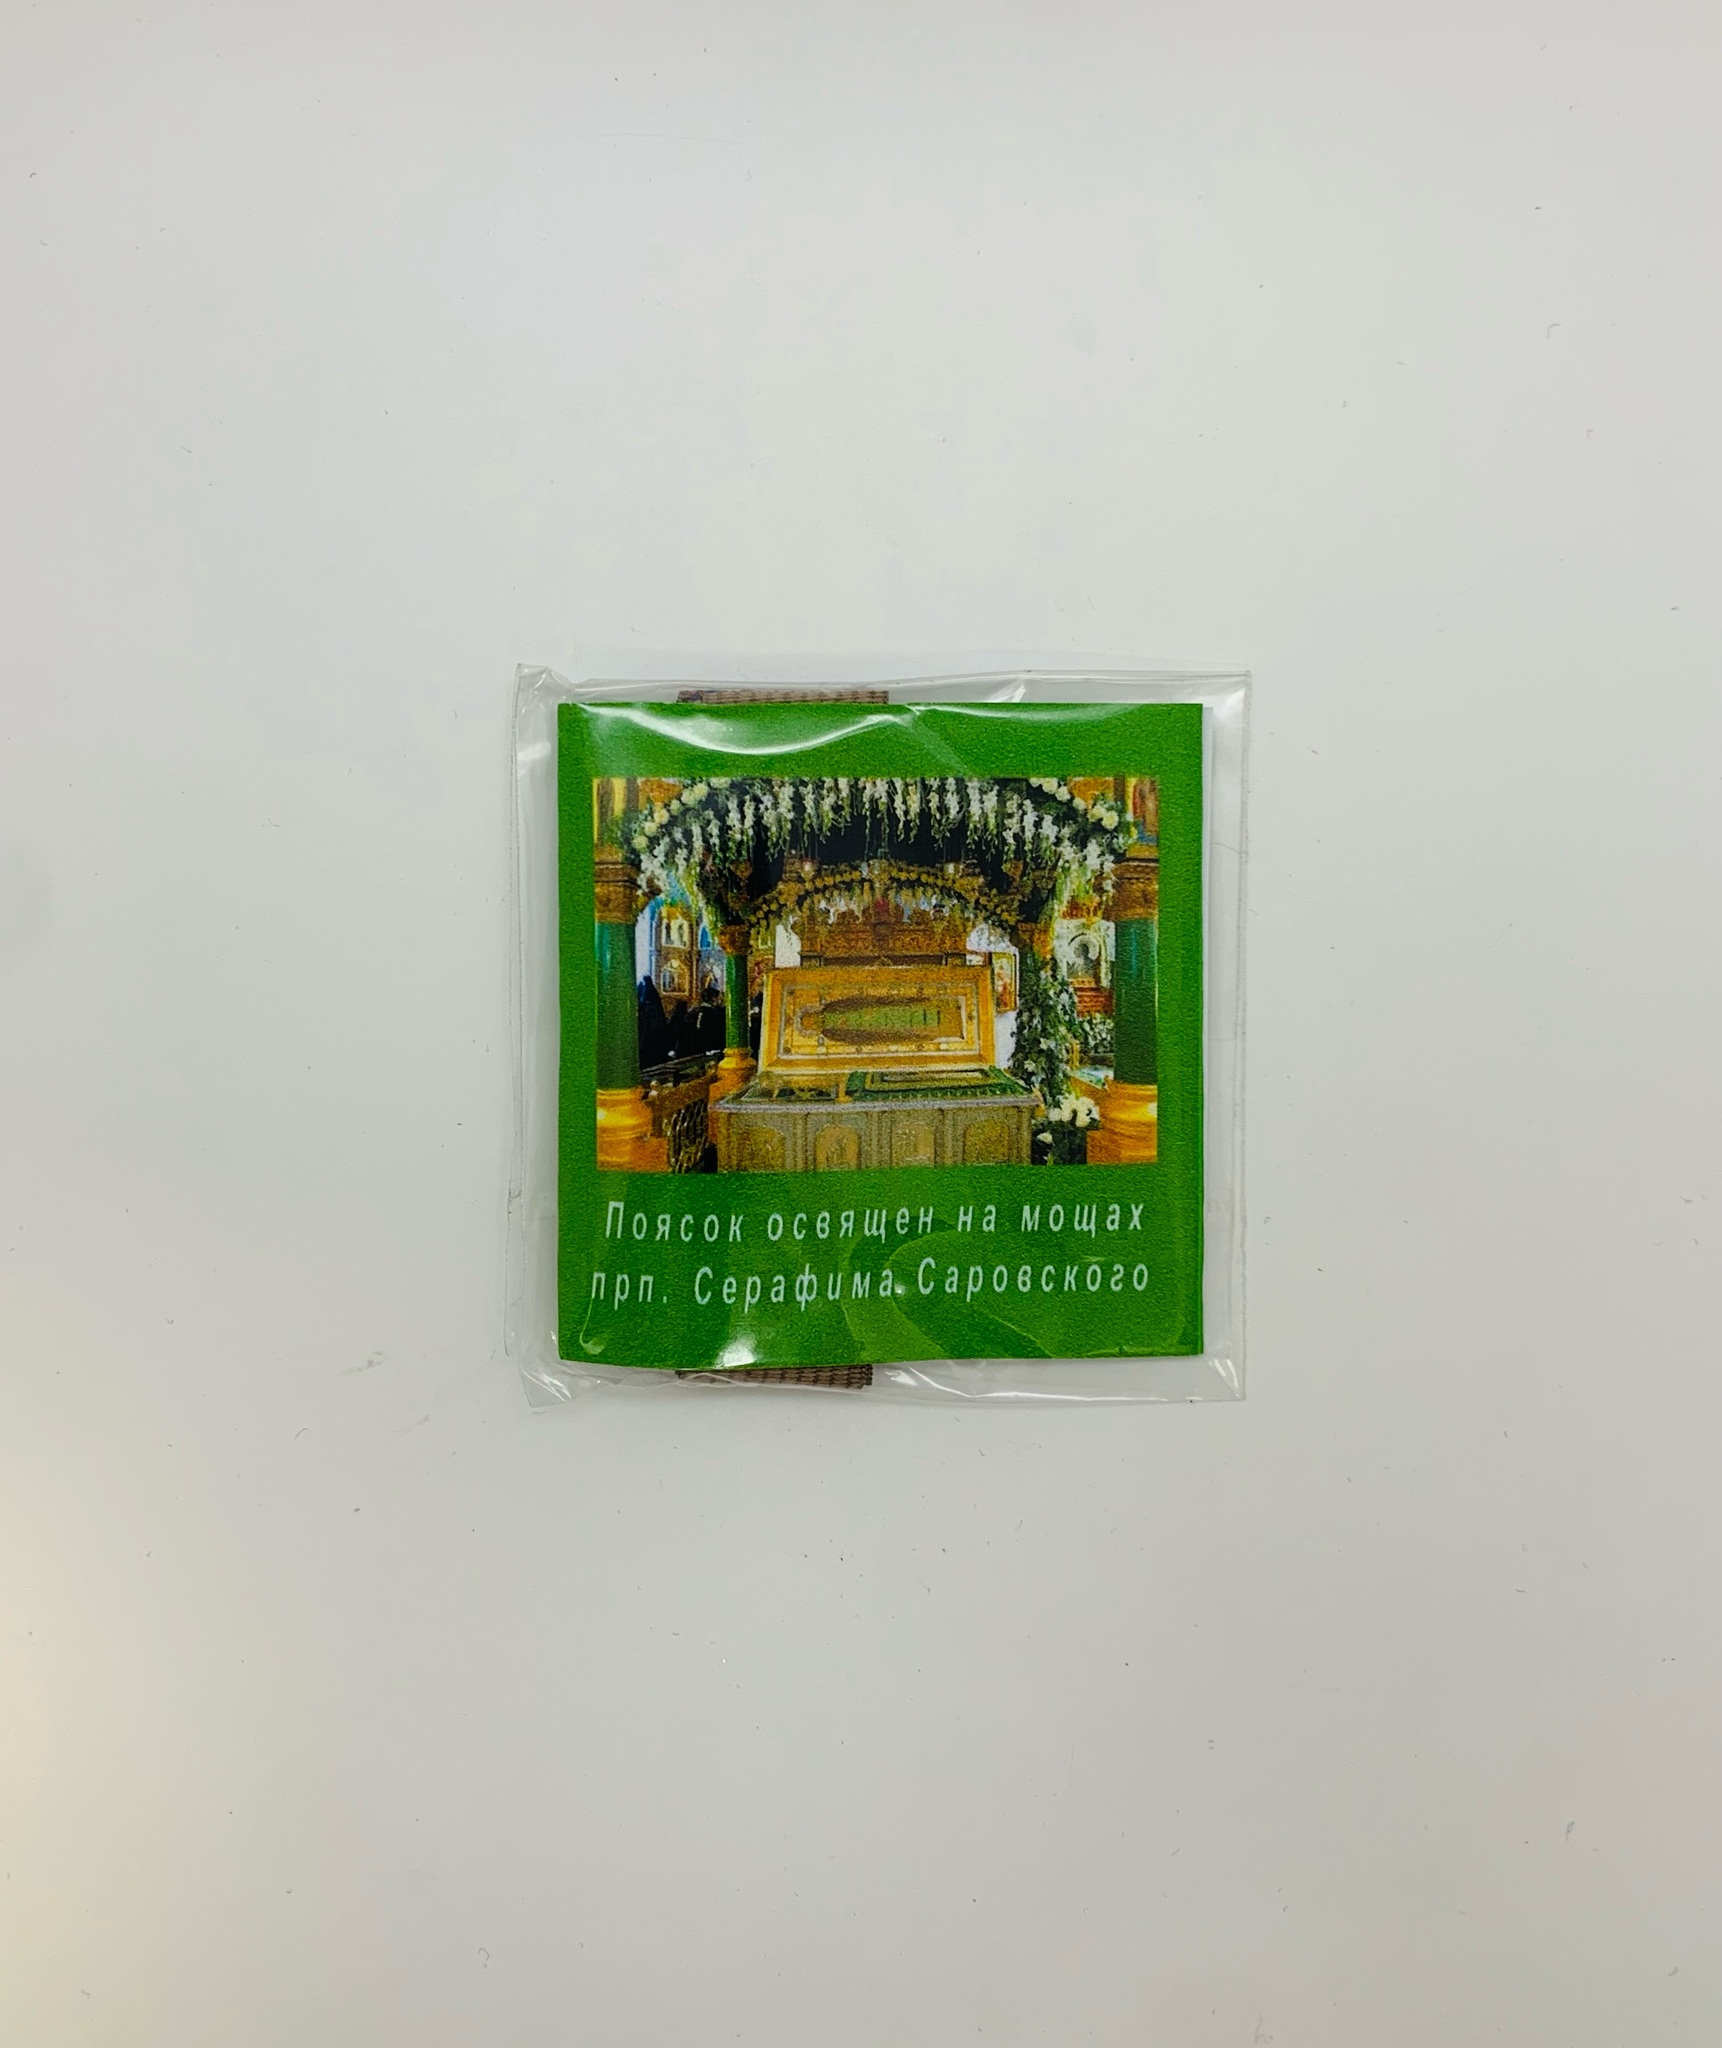 Поясок освящен на мощах
прп. Серафима Саровского